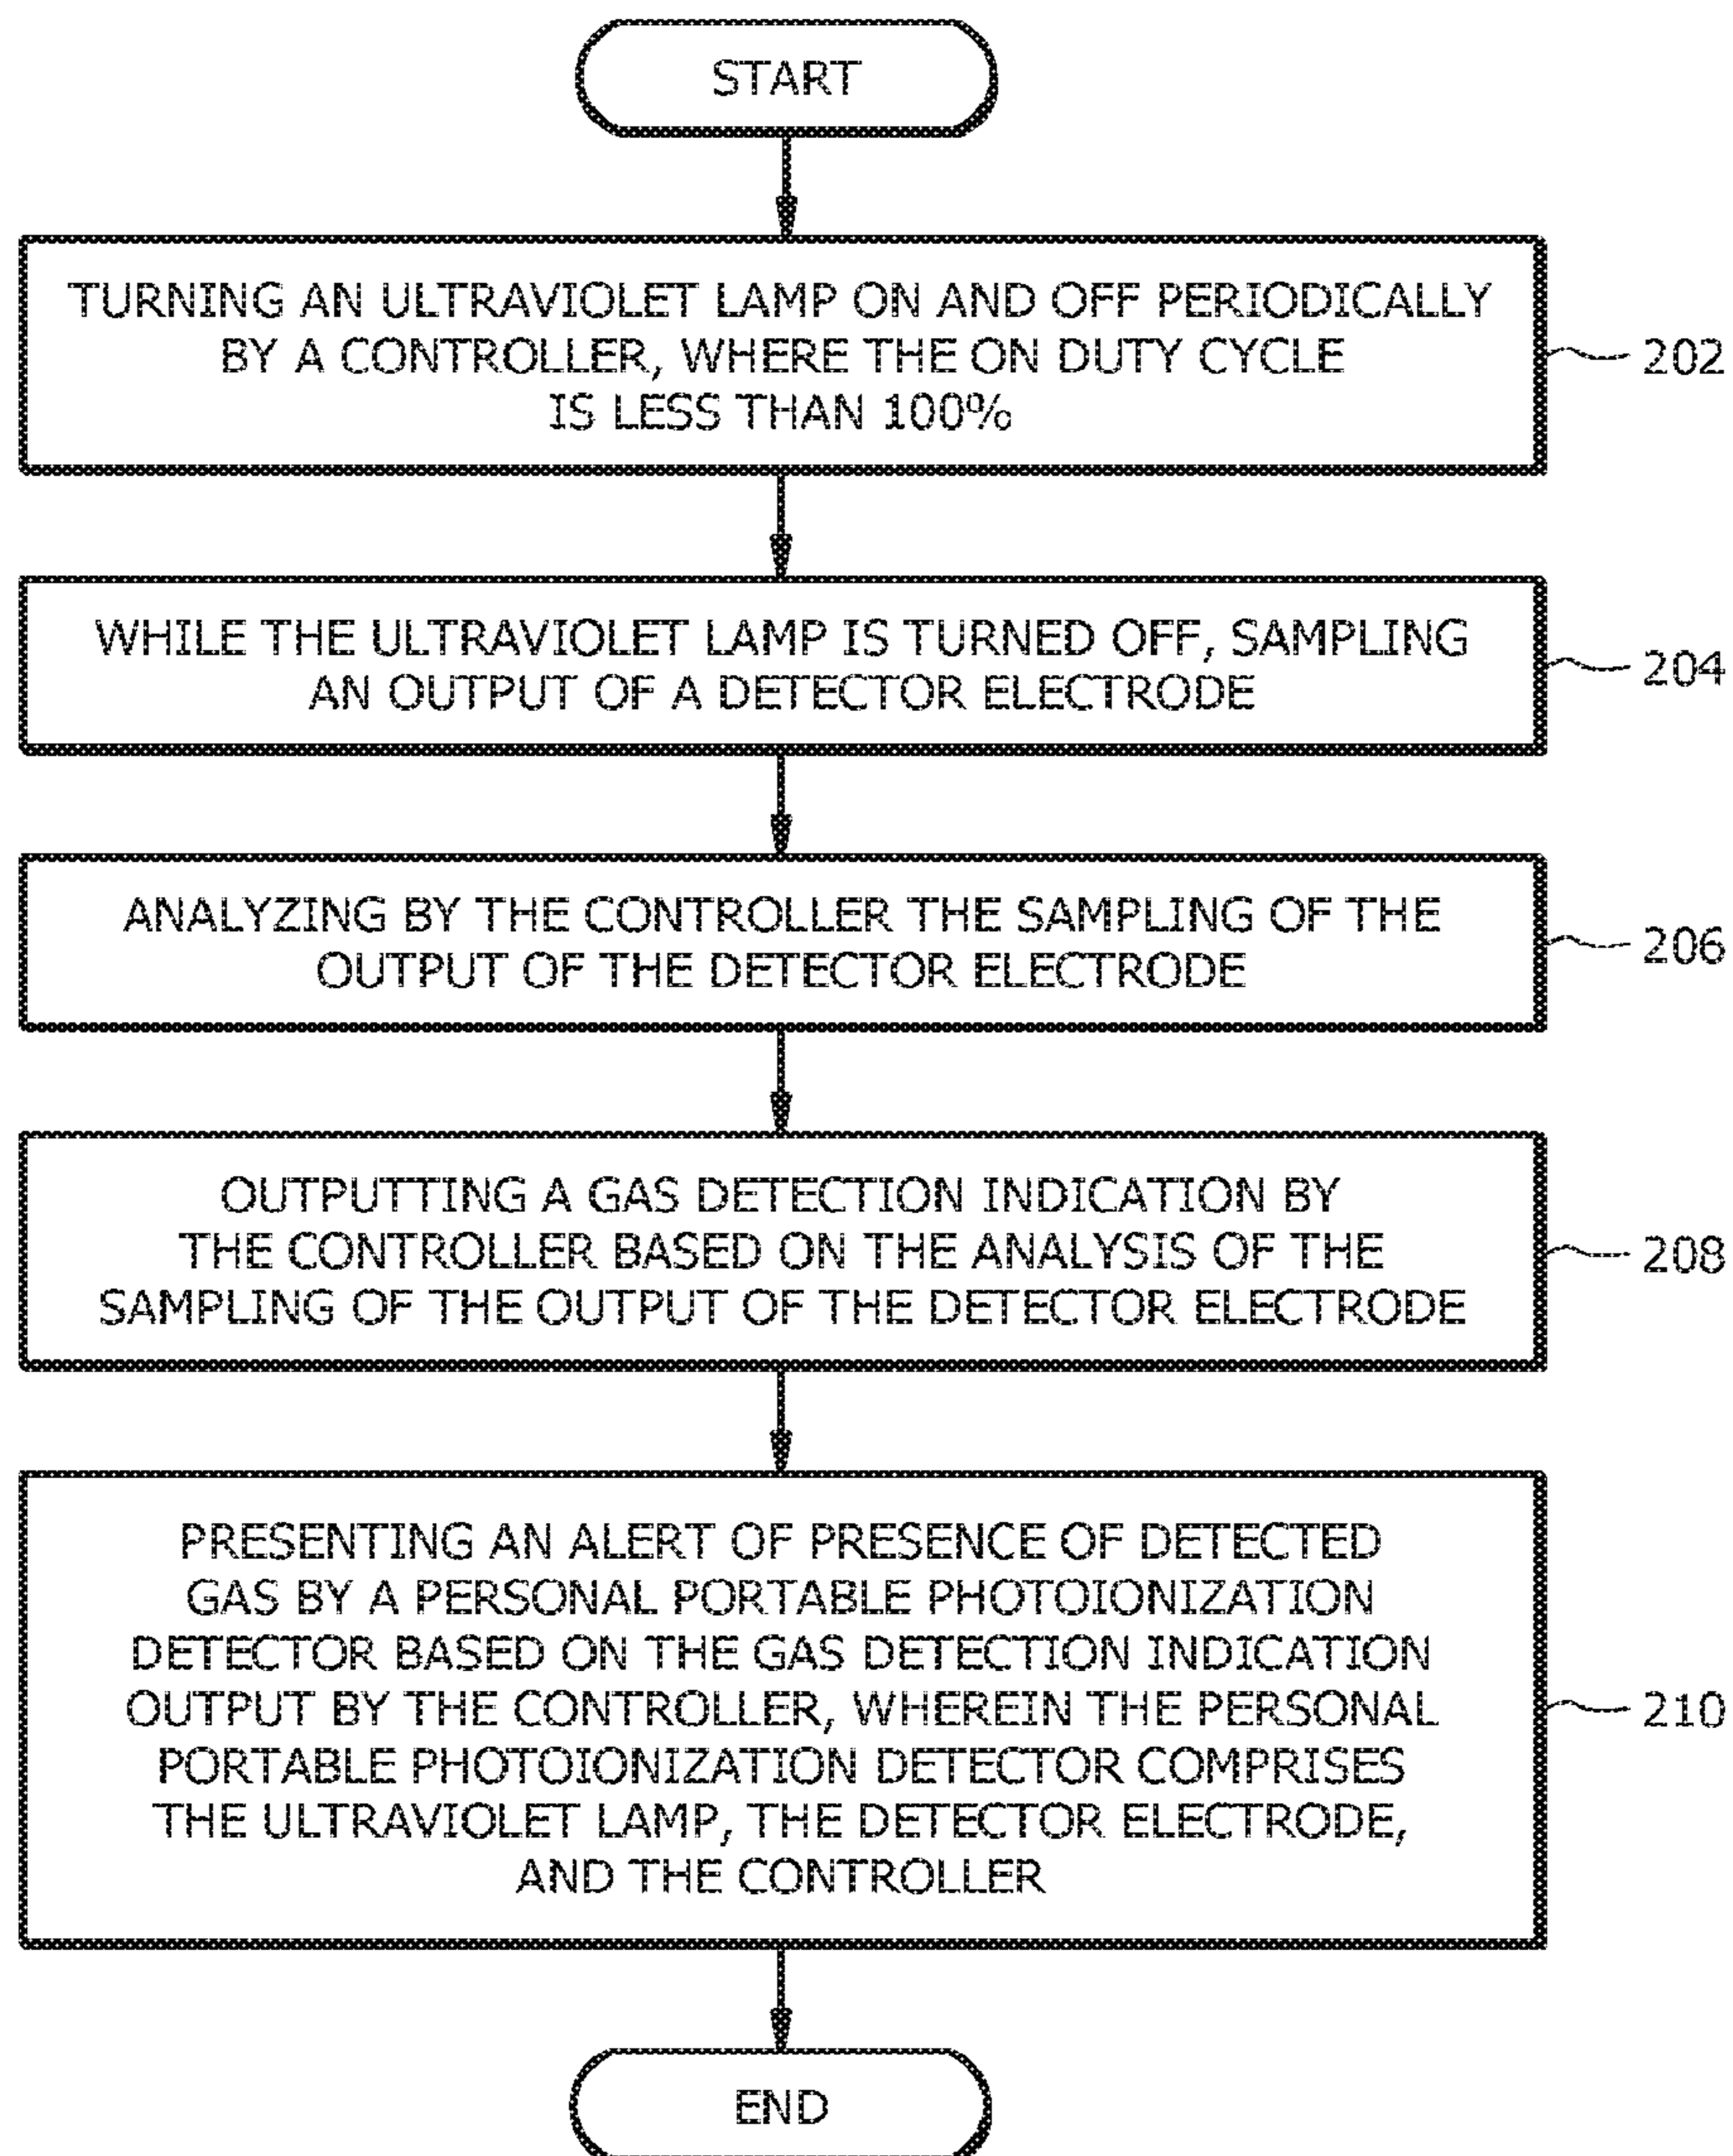 START
TURNING AN ULTRAVIOLET LAMP ON AND OFF PERIODICALLY
BY A CONTROLLER, WHERE THE ON DUTY CYCLE
IS LESS THAN 100%
202
WHILE THE ULTRAVIOLET LAMP IS TURNED OFF, SAMPLING
AN OUTPUT OF A DETECTOR ELECTRODE
204
ANALYZING BY THE CONTROLLER THE SAMPLING OF THE
OUTPUT OF THE DETECTOR ELECTRODE
206
OUTPUTTING A GAS DETECTION INDICATION BY
THE CONTROLLER BASED ON THE ANALYSIS OF THE
SAMPLING OF THE OUTPUT OF THE DETECTOR ELECTRODE
208
PRESENTING AN ALERT OF PRESENCE OF DETECTED
GAS BY A PERSONAL PORTABLE PHOTOIONIZATION
DETECTOR BASED ON THE GAS DETECTION INDICATION
OUTPUT BY THE CONTROLLER, WHEREIN THE PERSONAL
PORTABLE PHOTOIONIZATION DETECTOR COMPRISES
THE ULTRAVIOLET LAMP, THE DETECTOR ELECTRODE,
AND THE CONTROLLER
210
END